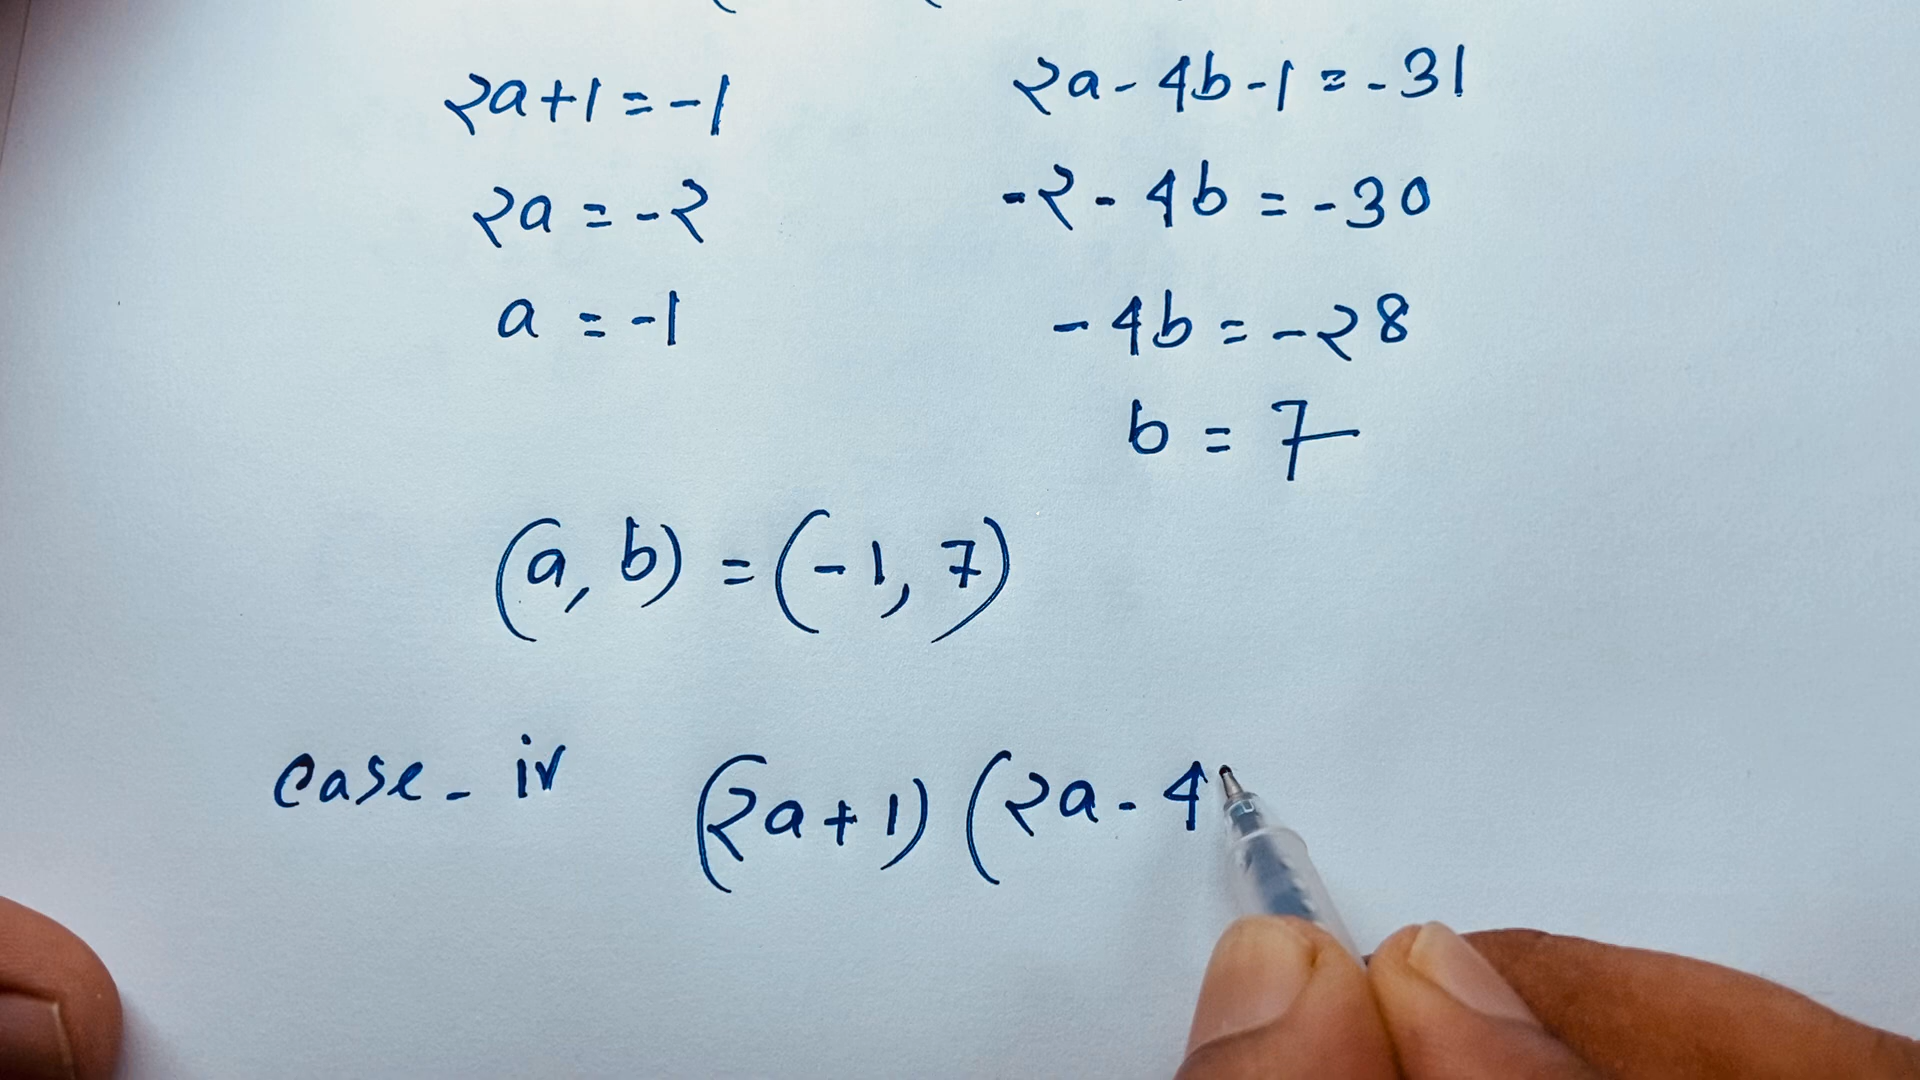 2a+1=-1 2a-4b-1=-31
2a=-2 -2-4b=-30
a=-1 -4b=-28
b=7
(a,b)=(-1,7)
case-iv (2a+1)(2a-4